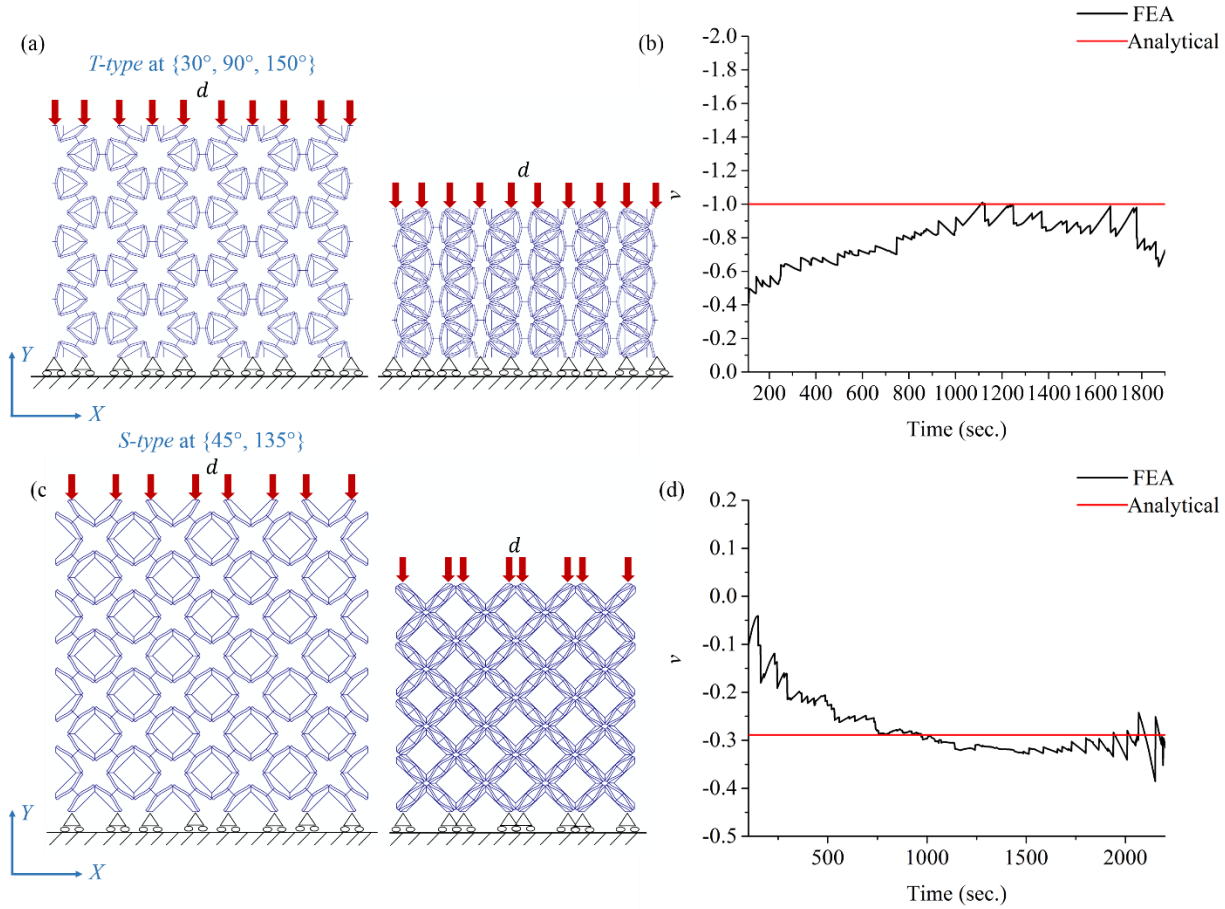 (a)
T-type at {30°, 90°, 150°}
d
d
Y
X
(b)
FEA
Analytical
-2.0
-1.8
-1.6
-1.4
-1.2
-1.0
-0.8
-0.6
-0.4
-0.2
0.0
ν
200 400 600 800 1000 1200 1400 1600 1800
Time (sec.)
S-type at {45°, 135°}
(c
d
d
Y
X
(d)
FEA
Analytical
0.2
0.1
0.0
-0.1
-0.2
-0.3
-0.4
-0.5
ν
500 1000 1500 2000
Time (sec.)